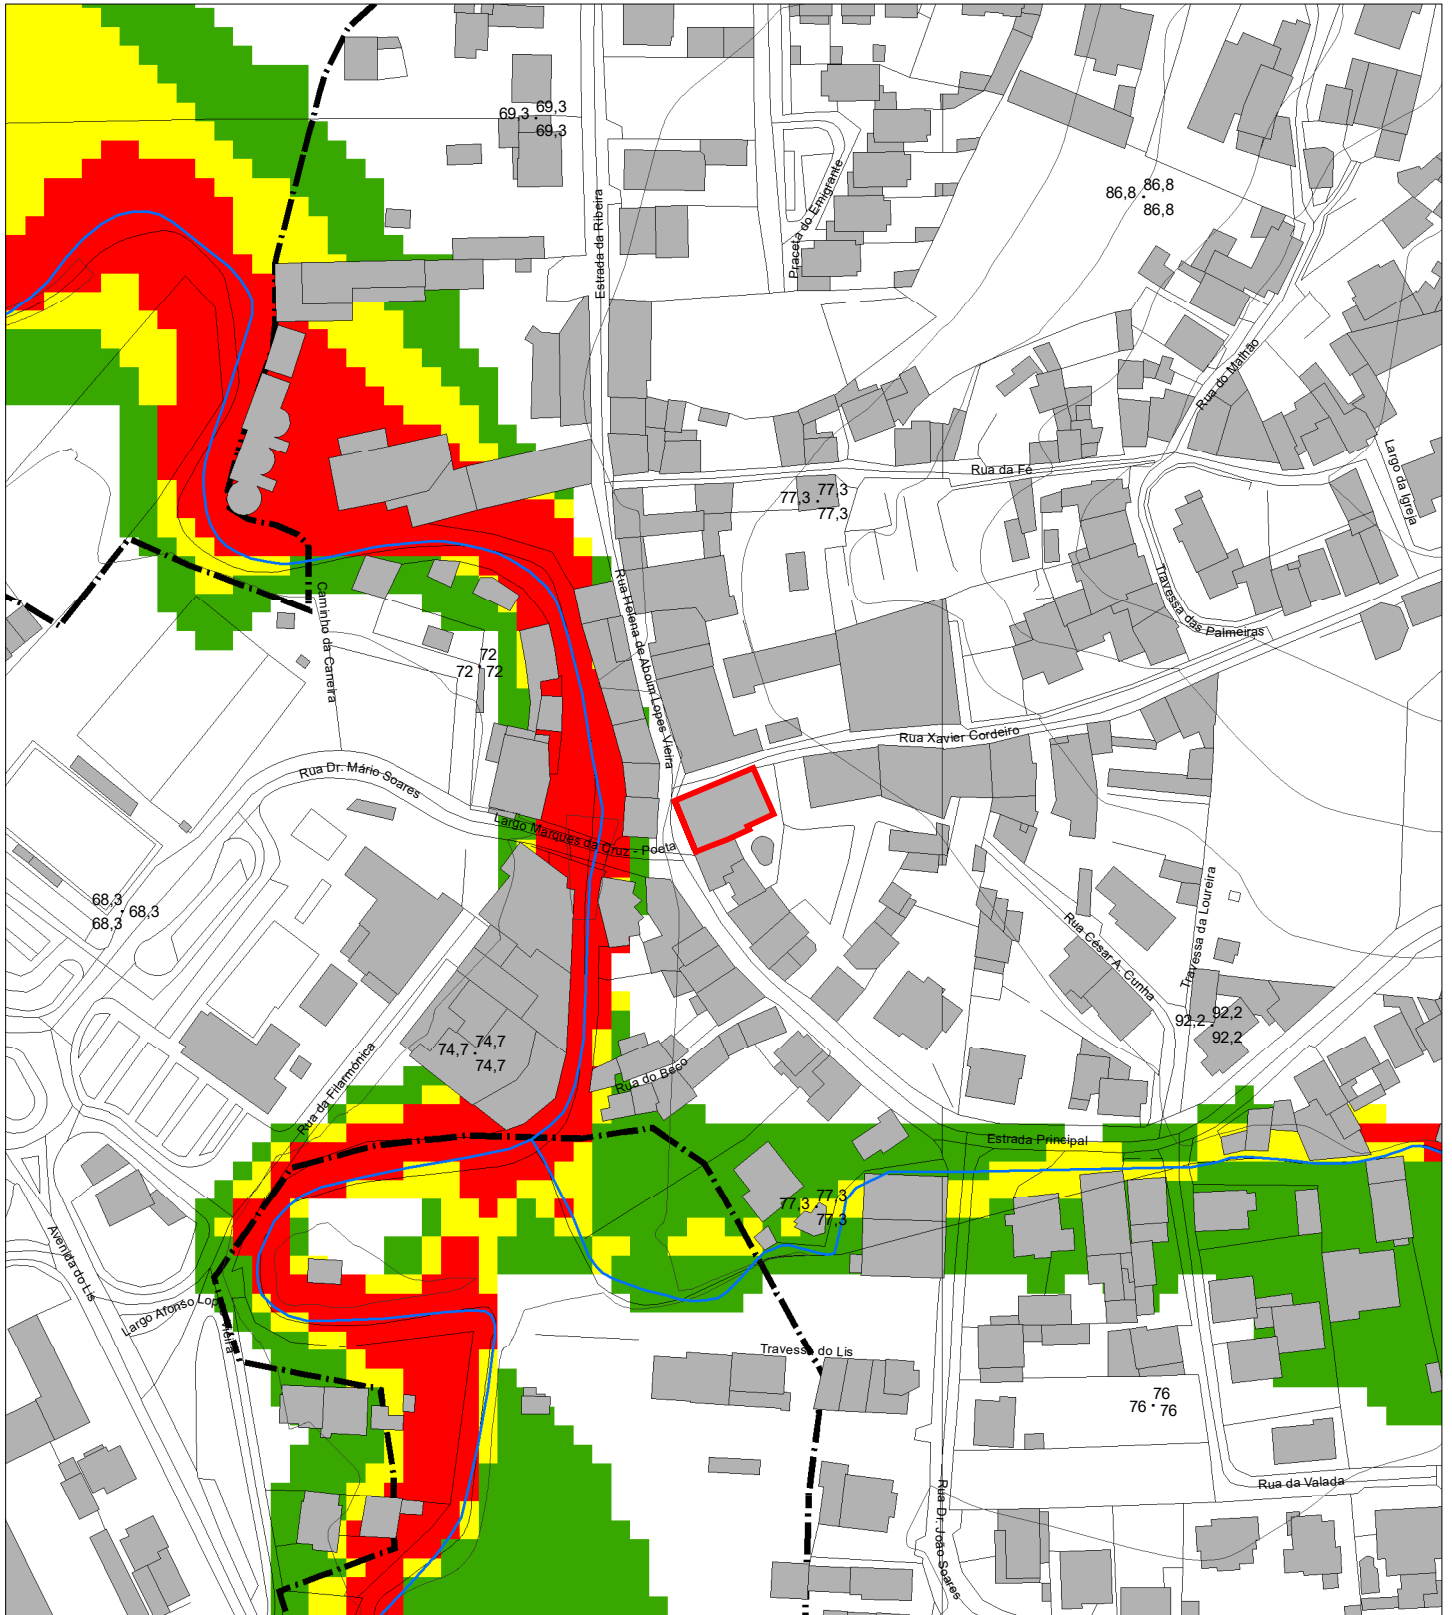 69,3
69,3
69,3
86,8
86,8
86,8
Estrada da Ribeira
Praceta do Emigrante
Rua do Malhão
Largo da Igreja
Rua da Fé
77,3
77,3
77,3
Travessa das Palmeiras
Rua Helena de Aboim Lopes Vieira
Caminho da Caneira
72
72
72
Rua Xavier Cordeiro
Rua Dr. Mário Soares
Largo Marques da Cruz - Poeta
68,3
68,3
68,3
Travessa da Loureira
Rua César A. Cunha
92,2
92,2
92,2
74,7
74,7
74,7
Rua da Filarmónica
Rua do Beco
Estrada Principal
77,3
77,3
77,3
Avenida do Lis
Largo Afonso Lopes Vieira
Travessa do Lis
76
76
76
Rua da Valada
Rua Dr. João Soares